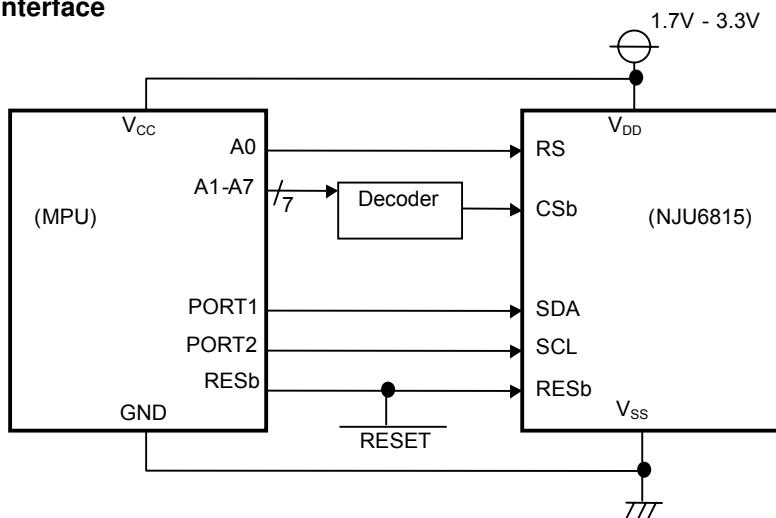 nterface
1.7V - 3.3V
VCC
VDD
A0
RS
A1-A7
7
Decoder
CSb
(MPU)
(NJU6815)
PORT1
SDA
PORT2
SCL
RESb
RESb
GND
VSS
RESET